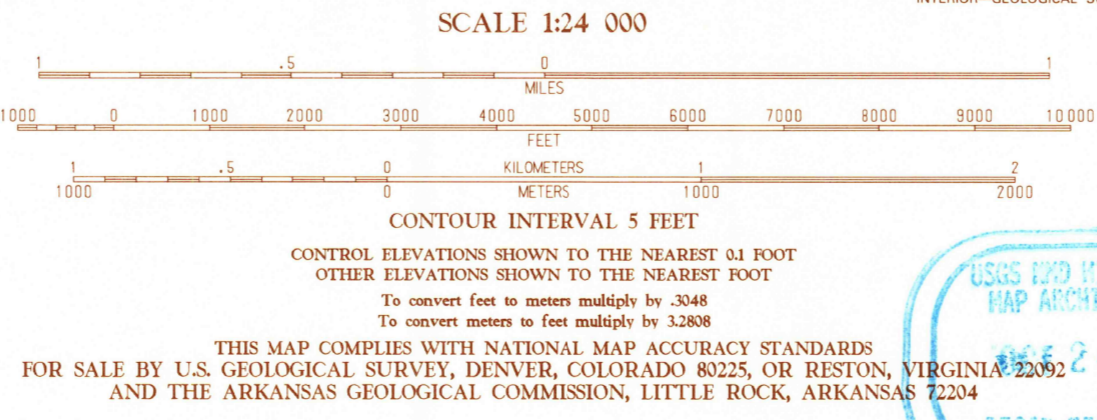 INTERIOR—GEOLOGICAL
SCALE 1:24 000
1 .5 0 1
MILES
1000 0 1000 2000 3000 4000 5000 6000 7000 8000 9000 10 000
FEET
1 .5 0 KILOMETERS 1 2
1000 0 METERS 1000 2000
CONTOUR INTERVAL 5 FEET
CONTROL ELEVATIONS SHOWN TO THE NEAREST 0.1 FOOT
OTHER ELEVATIONS SHOWN TO THE NEAREST FOOT
To convert feet to meters multiply by .3048
To convert meters to feet multiply by 3.2808
THIS MAP COMPLIES WITH NATIONAL MAP ACCURACY STANDARDS
FOR SALE BY U.S. GEOLOGICAL SURVEY, DENVER, COLORADO 80225, OR RESTON, VIRGINIA 22092
AND THE ARKANSAS GEOLOGICAL COMMISSION, LITTLE ROCK, ARKANSAS 72204
USGS NMD
MAP
OCT 2